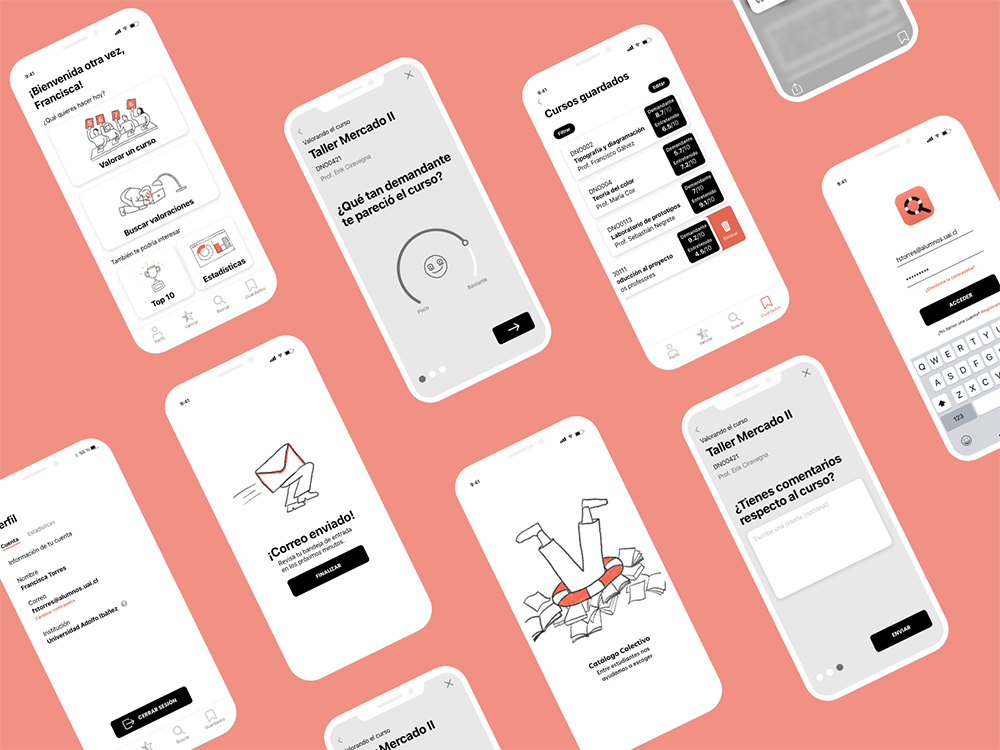 9:41
¡Bienvenida otra vez,
Francisca!
¿Qué quieres hacer hoy?
Valorar un curso
Buscar valoraciones
También te podría interesar
Top 10
Estadísticas
Perfil
Valorar
Buscar
Guardados
Valorando el curso
Taller Mercado II
DNO0421
Prof. Erik Ciravegna
¿Qué tan demandante
te pareció el curso?
Poco
Bastante
9:41
Cursos guardados
Filtrar
Editar
DNO002
Tipografía y diagramación
Prof. Francisco Gálvez
Demandante
8.7/10
Entretenido
6.5/10
DNO004
Teoría del color
Prof. María Cox
Demandante
5.7/10
Entretenido
7.2/10
DNO0113
Laboratorio de prototipos
Prof. Sebastián Negrete
Demandante
7/10
Entretenido
9.1/10
30111
oducción al proyecto
os profesores
Demandante
9.2/10
Entretenido
4.5/10
Eliminar
Perfil
Valorar
Buscar
Guardados
9:41
fstorres@alumnos.uai.cl
¿Olvidaste tu contraseña?
ACCEDER
¿No tienes una cuenta?
Q W E R T Y U
A S D F G
Z X C V
123
erfil
Cuenta
Estadísticas
Información de tu cuenta
Nombre
Francisca Torres
Correo
fstorres@alumnos.uai.cl
Cambiar contraseña
Institución
Universidad Adolfo Ibáñez
CERRAR SESIÓN
Buscar
Guardados
9:41
¡Correo enviado!
Revisa tu bandeja de entrada
en los próximos minutos.
FINALIZAR
9:41
Catálogo Colectivo
Entre estudiantes nos
ayudamos a escoger
Valorando el curso
Taller Mercado II
DNO0421
Prof. Erik Ciravegna
¿Tienes comentarios
respecto al curso?
Escribe una reseña (opcional)
ENVIAR
Valorando el curso
Taller Mercado II